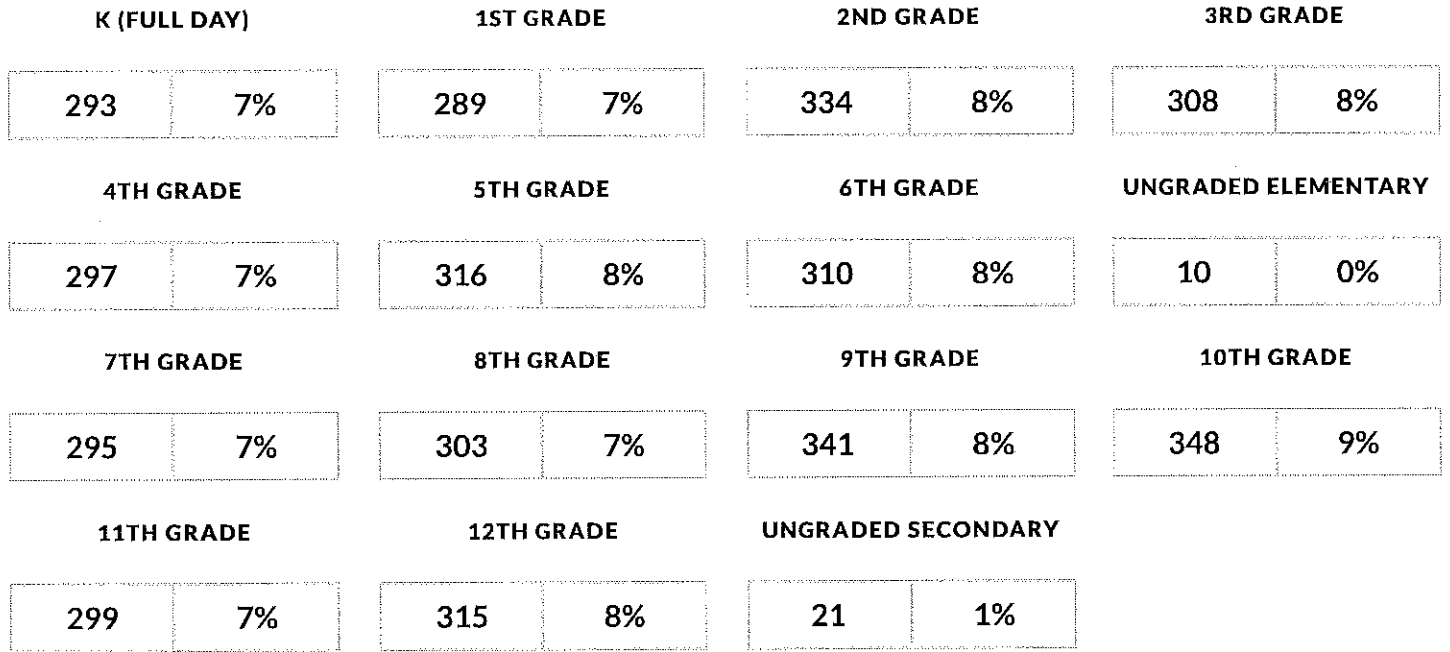 K (FULL DAY) 1ST GRADE 2ND GRADE 3RD GRADE
293 7% 289 7% 334 8% 308 8%
4TH GRADE 5TH GRADE 6TH GRADE UNGRADED ELEMENTARY
297 7% 316 8% 310 8% 10 0%
7TH GRADE 8TH GRADE 9TH GRADE 10TH GRADE
295 7% 303 7% 341 8% 348 9%
11TH GRADE 12TH GRADE UNGRADED SECONDARY
299 7% 315 8% 21 1%